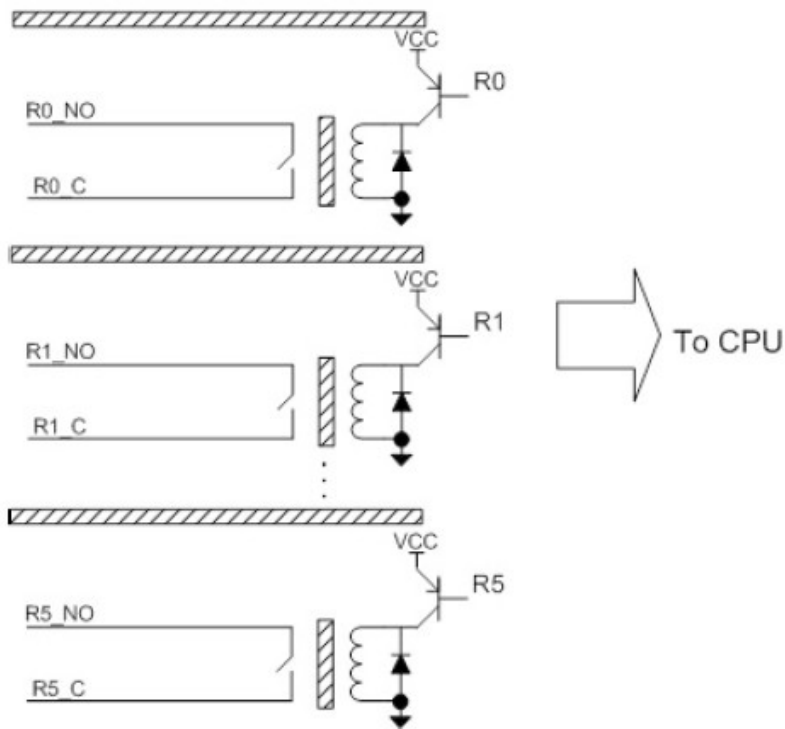 VCC
R0
R0_NO
R0_C
VCC
R1
R1_NO
R1_C
To CPU
VCC
R5
R5_NO
R5_C